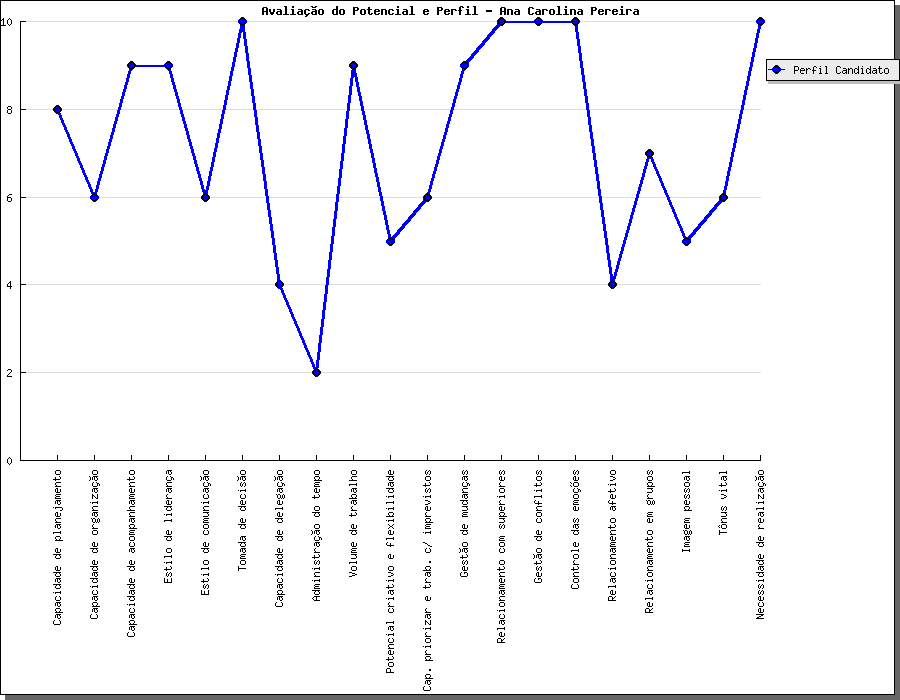 Avaliação do Potencial e Perfil - Ana Carolina Pereira
10
8
6
4
2
0
Perfil Candidato
Capacidade de planejamento
Capacidade de organização
Capacidade de acompanhamento
Estilo de liderança
Estilo de comunicação
Tomada de decisão
Capacidade de delegação
Administração do tempo
Volume de trabalho
Potencial criativo e flexibilidade
Cap. priorizar e trab. c/ imprevistos
Gestão de mudanças
Relacionamento com superiores
Gestão de conflitos
Controle das emoções
Relacionamento afetivo
Relacionamento em grupos
Imagem pessoal
Tônus vital
Necessidade de realização